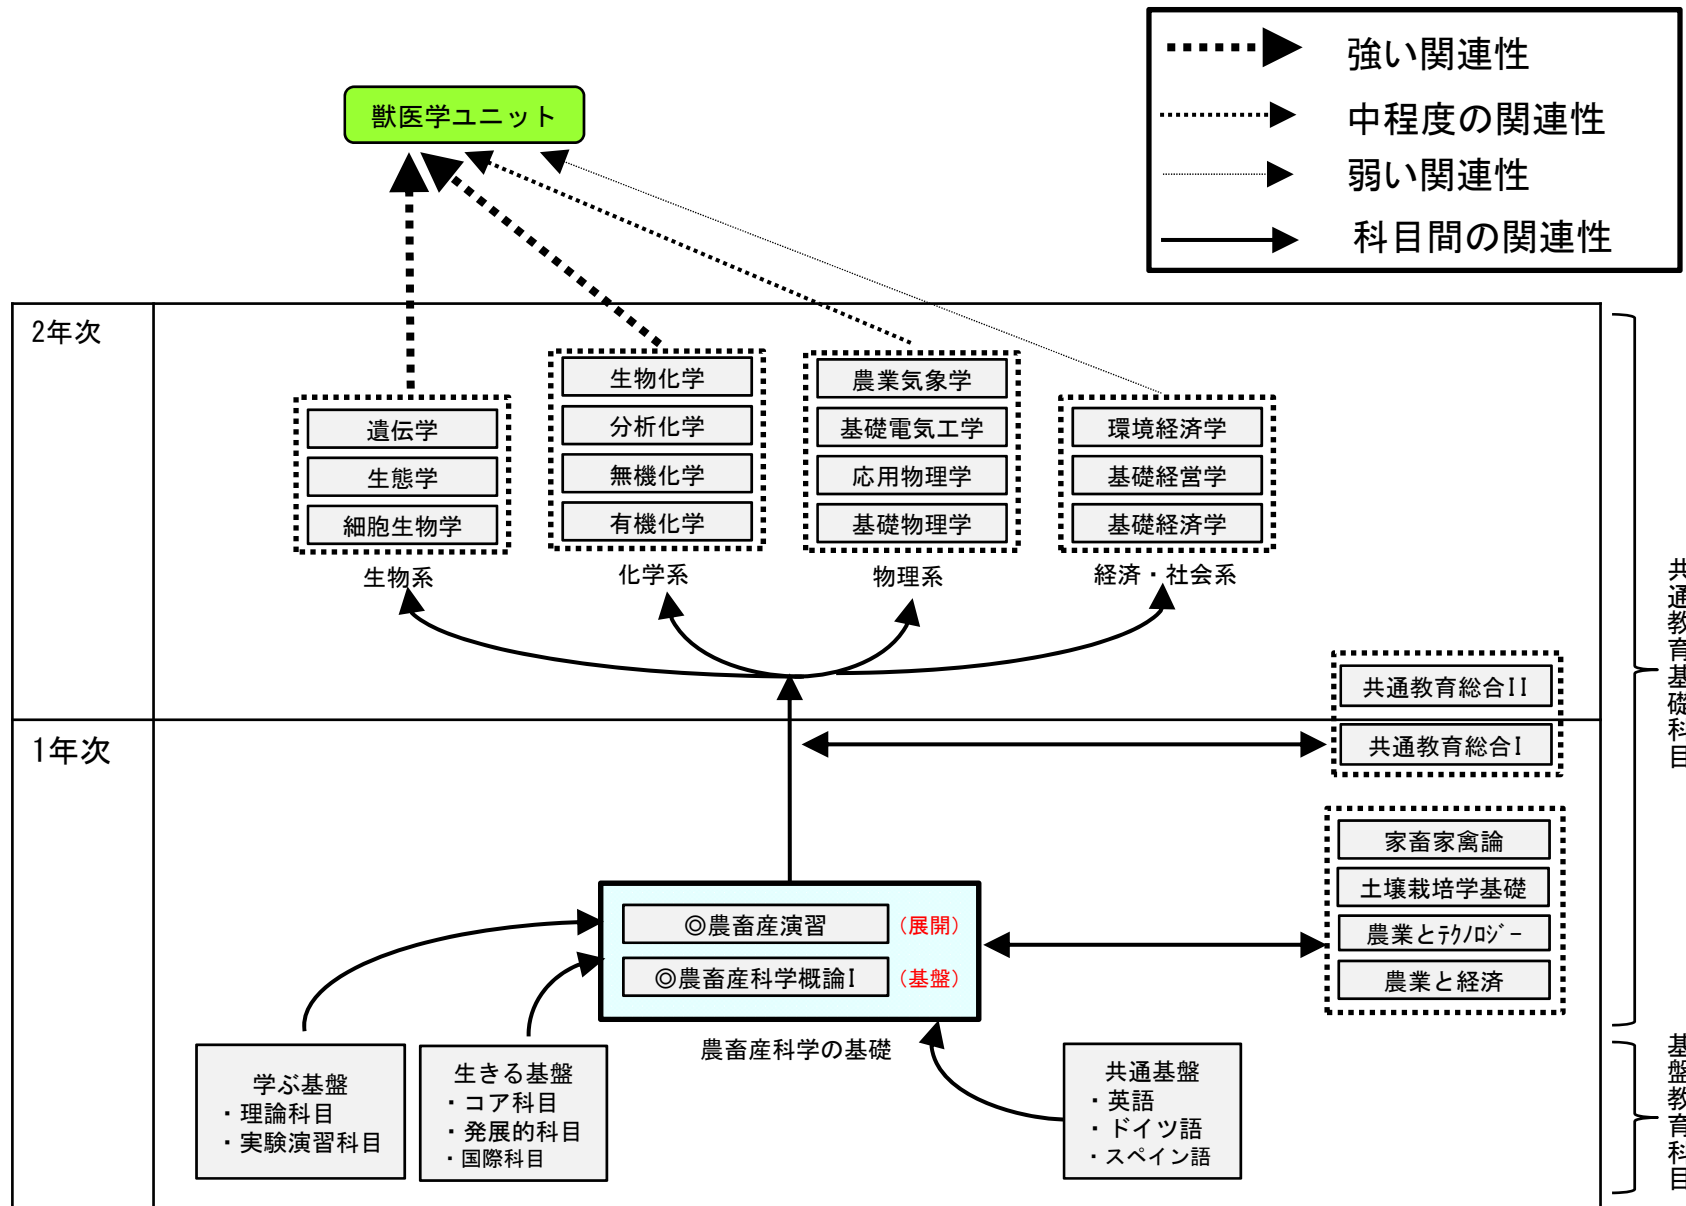 強い関連性
中程度の関連性
弱い関連性
科目間の関連性
獣医学ユニット
2年次
遺伝学
生態学
細胞生物学
生物系
生物化学
分析化学
無機化学
有機化学
化学系
農業気象学
基礎電気工学
応用物理学
基礎物理学
物理系
環境経済学
基礎経営学
基礎経済学
経済・社会系
共通教育総合II
1年次
共通教育総合I
家畜家禽論
土壌栽培学基礎
農業とﾃｸﾉﾛｼﾞｰ
農業と経済
◎農畜産演習
(展開)
◎農畜産科学概論I
(基盤)
農畜産科学の基礎
学ぶ基盤
・理論科目
・実験演習科目
生きる基盤
・コア科目
・発展的科目
・国際科目
共通基盤
・英語
・ドイツ語
・スペイン語
共通教育基礎科目
基盤教育科目